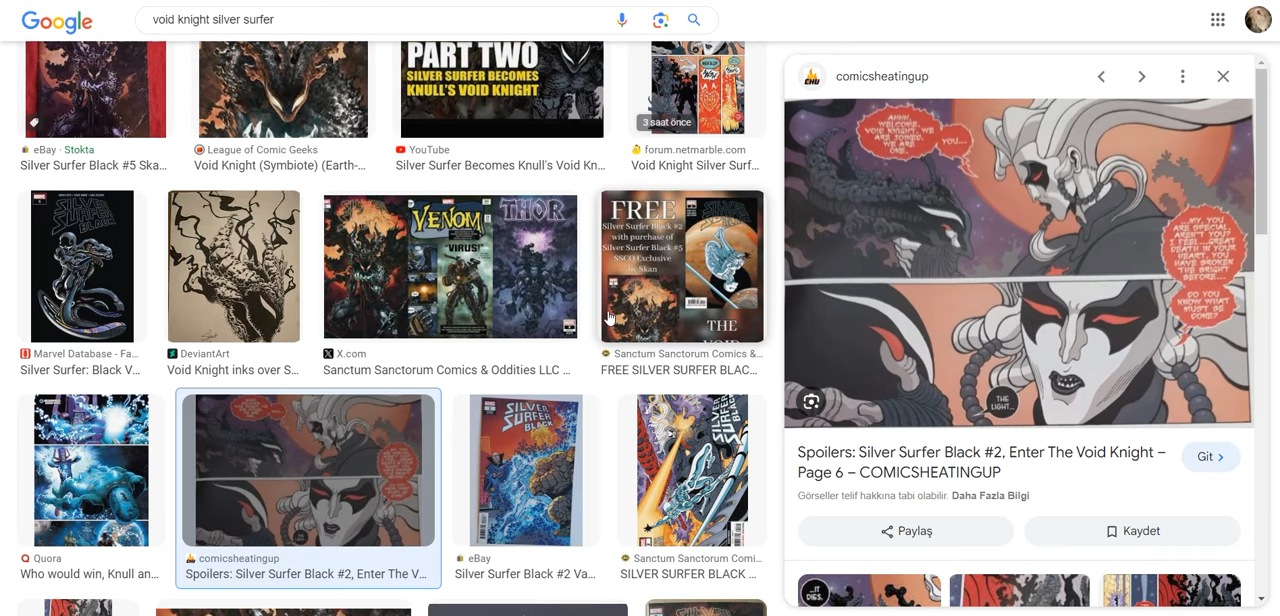 Google
void knight silver surfer
PART TWO
SILVER SURFER BECOMES
KNULL'S VOID KNIGHT
3 saat önce
eBay · Stokta
Silver Surfer Black #5 Ska...
League of Comic Geeks
Void Knight (Symbiote) (Earth-...
YouTube
Silver Surfer Becomes Knull's Void Kn...
forum.netmarble.com
Void Knight Silver Surf...
SILVER SURFER BLACK
VENOM
"VIRUS!"
THOR
FREE
Silver Surfer Black #2
with purchase of
Silver Surfer Black #5
SSCO Exclusive
by Skan
THE
VOID
Marvel Database - Fa...
Silver Surfer: Black V...
DeviantArt
Void Knight inks over S...
X.com
Sanctum Sanctorum Comics & Oddities LLC ...
Sanctum Sanctorum Comics &...
FREE SILVER SURFER BLAC...
SILVER SURFER BLACK
Quora
Who would win, Knull an...
comicsheatingup
Spoilers: Silver Surfer Black #2, Enter The V...
eBay
Silver Surfer Black #2 Va...
Sanctum Sanctorum Comi...
SILVER SURFER BLACK ...
CHU
comicsheatingup
AHHH,
WELCOME,
VOID KNIGHT. WE
ARE JOINED.
WE ARE
ONE.
YOU...
...MY, YOU
ARE SPECIAL,
AREN'T YOU?
I FEEL...GREAT
DEATH IN YOUR
HEART. YOU
HAVE BROKEN
THE BRIGHT
BEFORE...
DO YOU
KNOW WHAT
MUST BE
DONE?
THE
LIGHT...
Spoilers: Silver Surfer Black #2, Enter The Void Knight –
Page 6 – COMICSHEATINGUP
Git
Görseller telif hakkına tabi olabilir. Daha Fazla Bilgi
Paylaş
Kaydet
...IT
DIES.